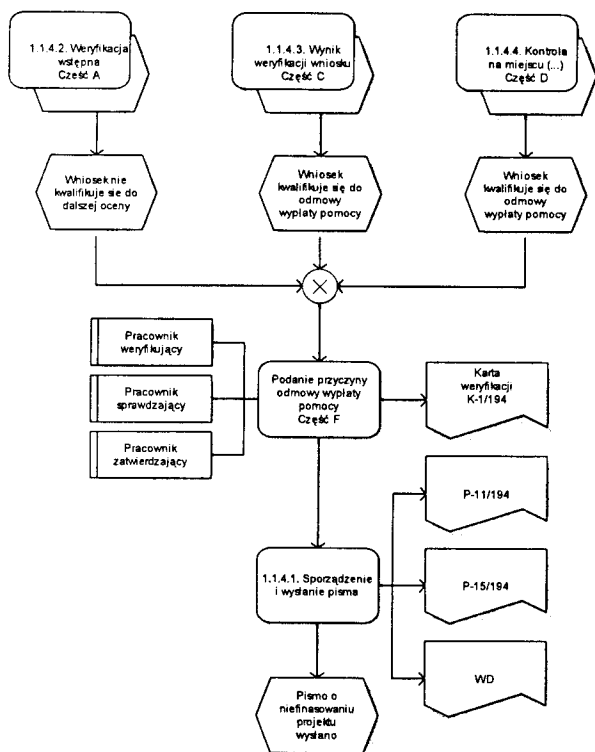 1.1.4.2. Weryfikacja
wstępna
Cześć A
1.1.4.3. Wynik
weryfikacji wniosku
Część C
1.1.4.4. Kontrola
na miejscu (...)
Część D
Wniosek nie
kwalifikuje sie do
dalszej oceny
Wniosek
kwalifikuje się do
odmowy
wypłaty pomocy
Wniosek
kwalifikuje się do
odmowy
wypłaty pomocy
Pracownik
weryfikujący
Pracownik
sprawdzający
Pracownik
zatwierdzający
Podanie przyczyny
odmowy wypłaty
pomocy
Część F
Karta
weryfikacji
K-1/194
P-11/194
1.1.4.1. Sporządzenie
i wysłanie pisma
P-15/194
WD
Pismo o
niefinasowaniu
projektu
wysłano